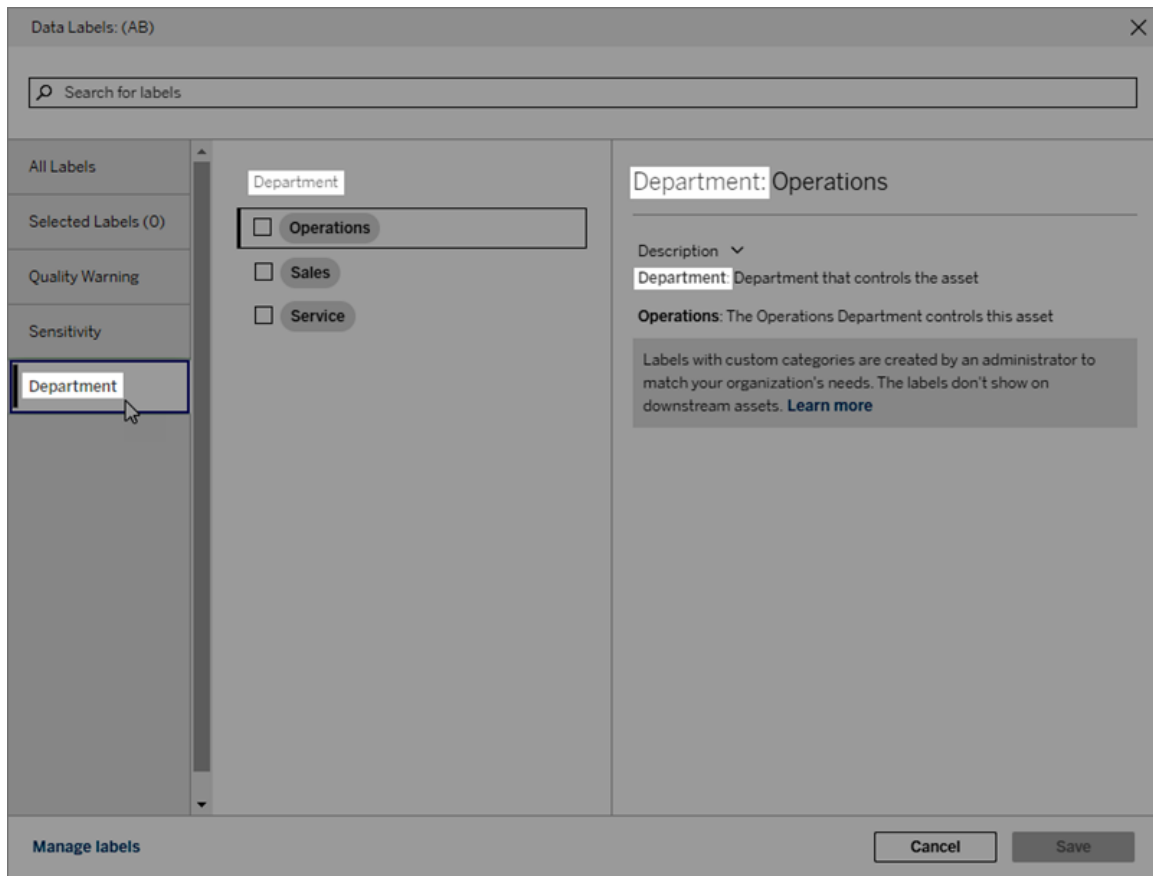 Data Labels: (AB)
Search for labels
All Labels
Selected Labels (0)
Quality Warning
Sensitivity
Department
Department
Operations
Sales
Service
Department: Operations
Description
Department: Department that controls the asset
Operations: The Operations Department controls this asset
Labels with custom categories are created by an administrator to
match your organization's needs. The labels don't show on
downstream assets. Learn more
Manage labels
Cancel
Save